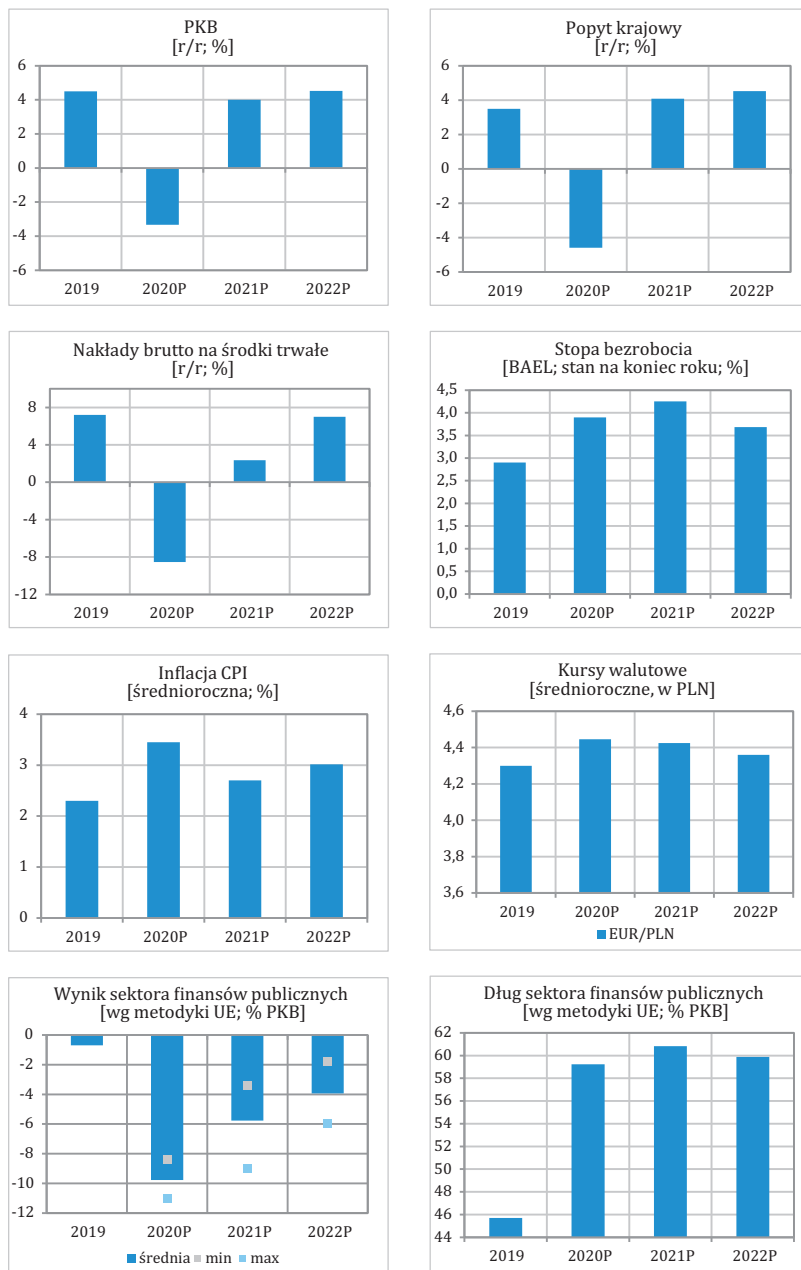 PKB
[r/r; %]
6
4
2
0
-2
-4
-6
2019 2020P 2021P 2022P
Popyt krajowy
[r/r; %]
6
4
2
0
-2
-4
-6
2019 2020P 2021P 2022P
Nakłady brutto na środki trwałe
[r/r; %]
8
4
0
-4
-8
-12
2019 2020P 2021P 2022P
Stopa bezrobocia
[BAEL; stan na koniec roku; %]
4,5
4,0
3,5
3,0
2,5
2,0
1,5
1,0
0,5
0,0
2019 2020P 2021P 2022P
Inflacja CPI
[średnioroczna; %]
4
3
2
1
0
2019 2020P 2021P 2022P
Kursy walutowe
[średnioroczne, w PLN]
4,6
4,4
4,2
4,0
3,8
3,6
2019 2020P 2021P 2022P
EUR/PLN
Wynik sektora finansów publicznych
[wg metodyki UE; % PKB]
0
-2
-4
-6
-8
-10
-12
2019 2020P 2021P 2022P
średnia min max
Dług sektora finansów publicznych
[wg metodyki UE; % PKB]
62
60
58
56
54
52
50
48
46
44
2019 2020P 2021P 2022P